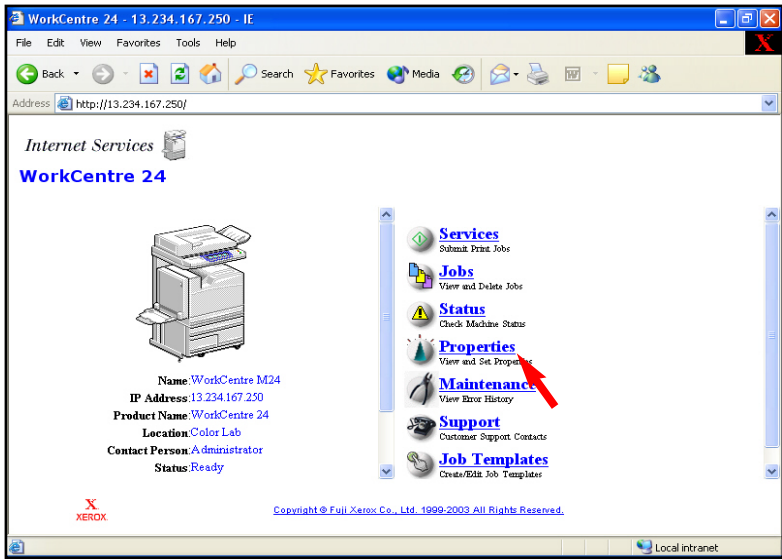 WorkCentre 24 - 13.234.167.250 - IE
File Edit View Favorites Tools Help
X
Back Search Favorites Media
Address http://13.234.167.250/
Internet Services
WorkCentre 24
Services
Submit Print Jobs
Jobs
View and Delete Jobs
Status
Check Machine Status
Properties
View and Set Properties
Maintenance
View Error History
Support
Customer Support Contacts
Job Templates
Create/Edit Job Templates
Name:WorkCentre M24
IP Address:13.234.167.250
Product Name:WorkCentre 24
Location:Color Lab
Contact Person:Administrator
Status:Ready
X
XEROX
Copyright © Fuji Xerox Co., Ltd. 1999-2003 All Rights Reserved.
Local intranet